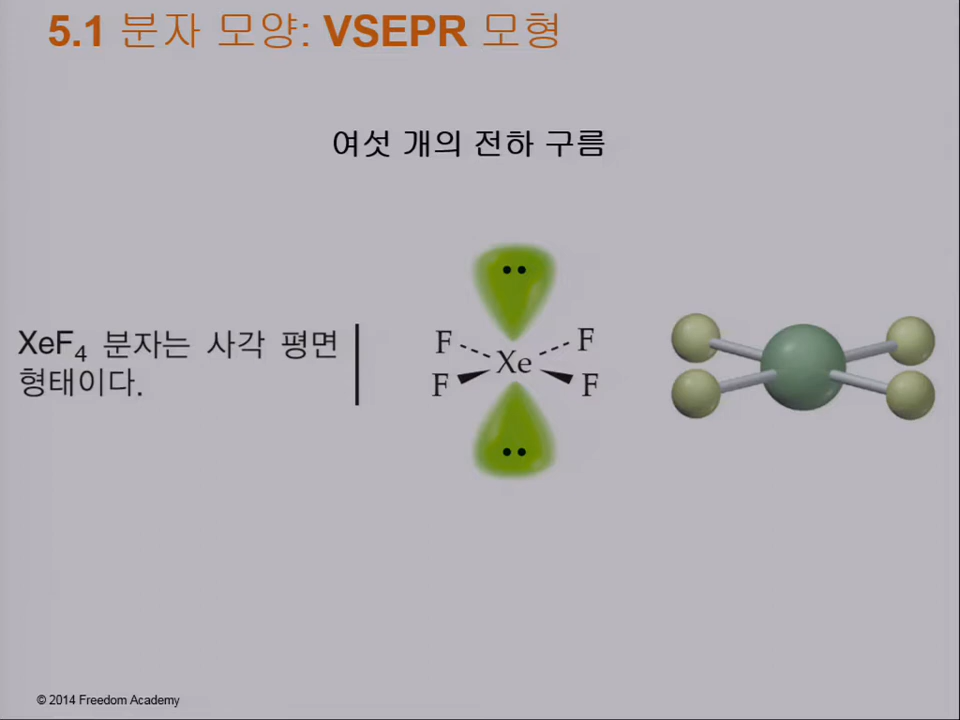 5.1 분자 모양: VSEPR 모형
여섯 개의 전하 구름
XeF₄ 분자는 사각 평면
형태이다.
F F
Xe
F F
© 2014 Freedom Academy